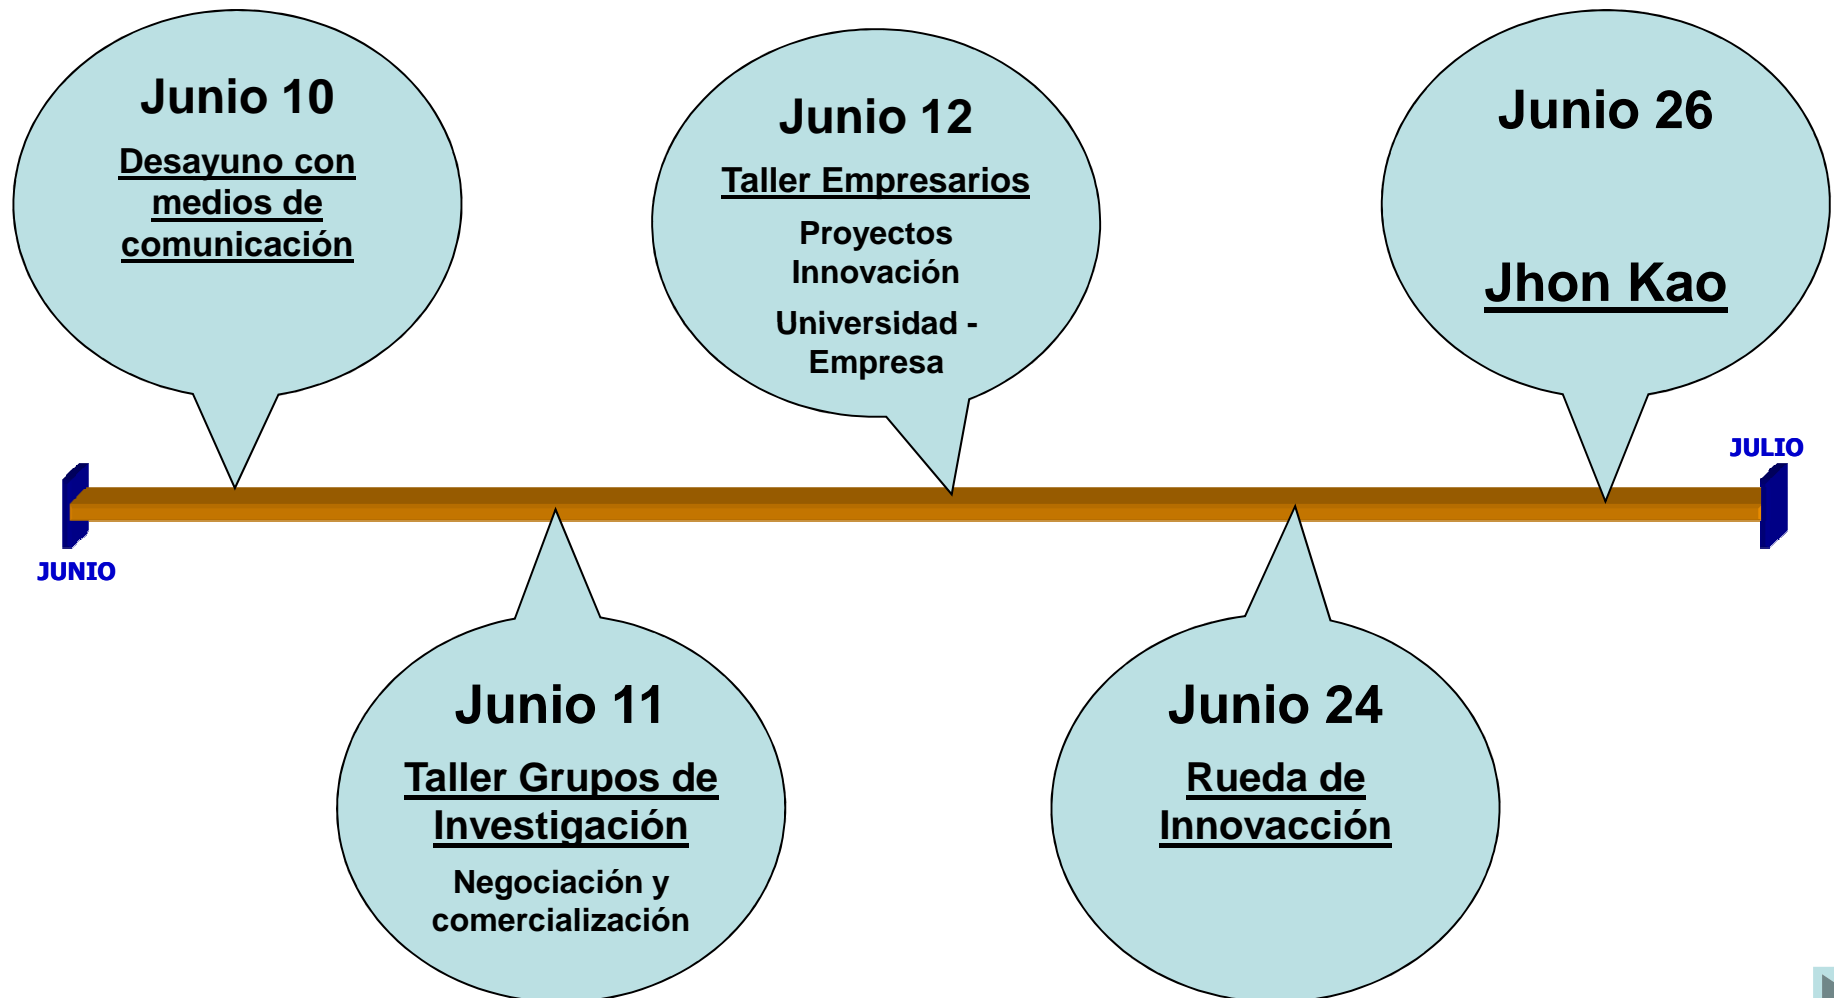 Junio 10
Desayuno con
medios de
comunicación
Junio 12
Taller Empresarios
Proyectos
Innovación
Universidad -
Empresa
Junio 26
Jhon Kao
JULIO
JUNIO
Junio 11
Taller Grupos de
Investigación
Negociación y
comercialización
Junio 24
Rueda de
Innovacción